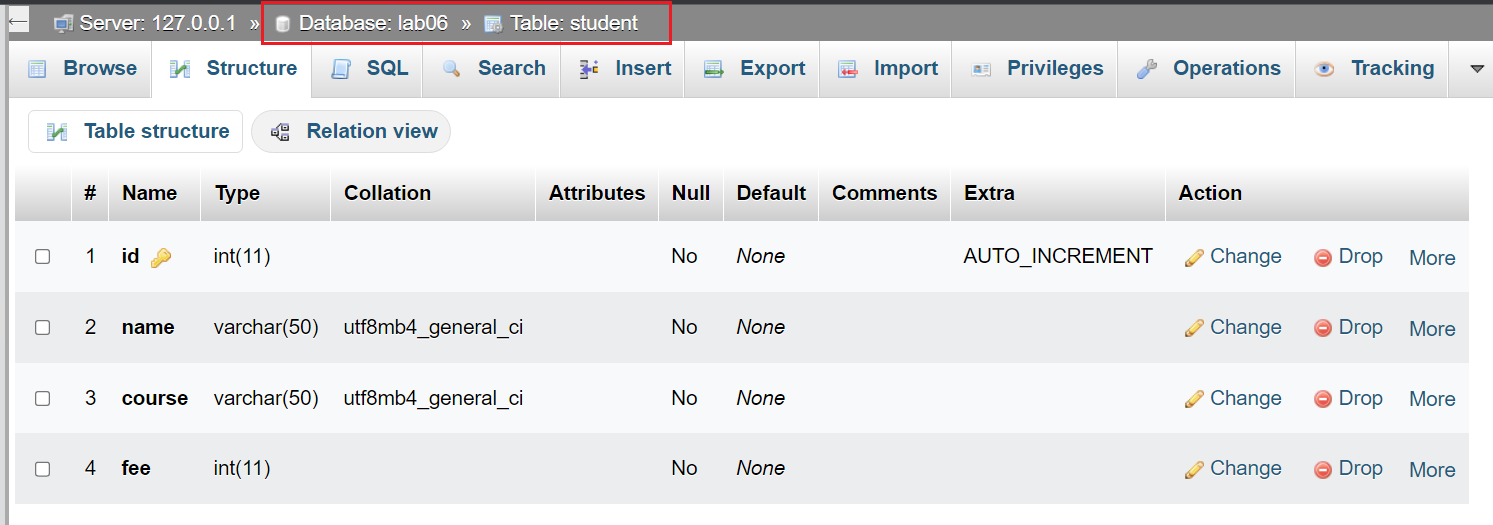 Server: 127.0.0.1 » Database: lab06 » Table: student
Browse Structure SQL Search Insert Export Import Privileges Operations Tracking
Table structure Relation view
# Name Type Collation Attributes Null Default Comments Extra Action
1 id int(11) No None AUTO_INCREMENT Change Drop More
2 name varchar(50) utf8mb4_general_ci No None Change Drop More
3 course varchar(50) utf8mb4_general_ci No None Change Drop More
4 fee int(11) No None Change Drop More